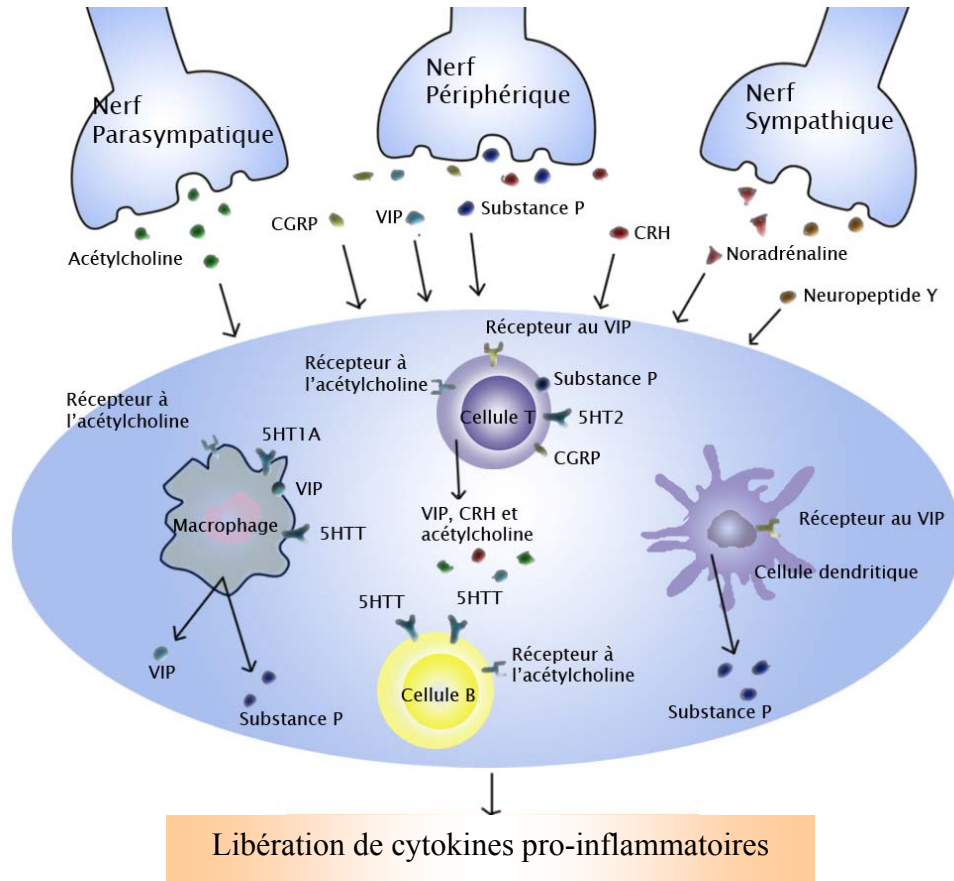 Nerf
Parasympatique
Nerf
Périphérique
Nerf
Sympathique
Acétylcholine
CGRP
VIP
Substance P
CRH
Noradrénaline
Neuropeptide Y
Récepteur au VIP
Récepteur à
l'acétylcholine
Substance P
Cellule T
5HT2
CGRP
Récepteur à
l'acétylcholine
5HT1A
VIP
Macrophage
5HTT
VIP
Substance P
VIP, CRH et
acétylcholine
5HTT
5HTT
Récepteur à
l'acétylcholine
Cellule B
Récepteur au VIP
Cellule dendritique
Substance P
Libération de cytokines pro-inflammatoires